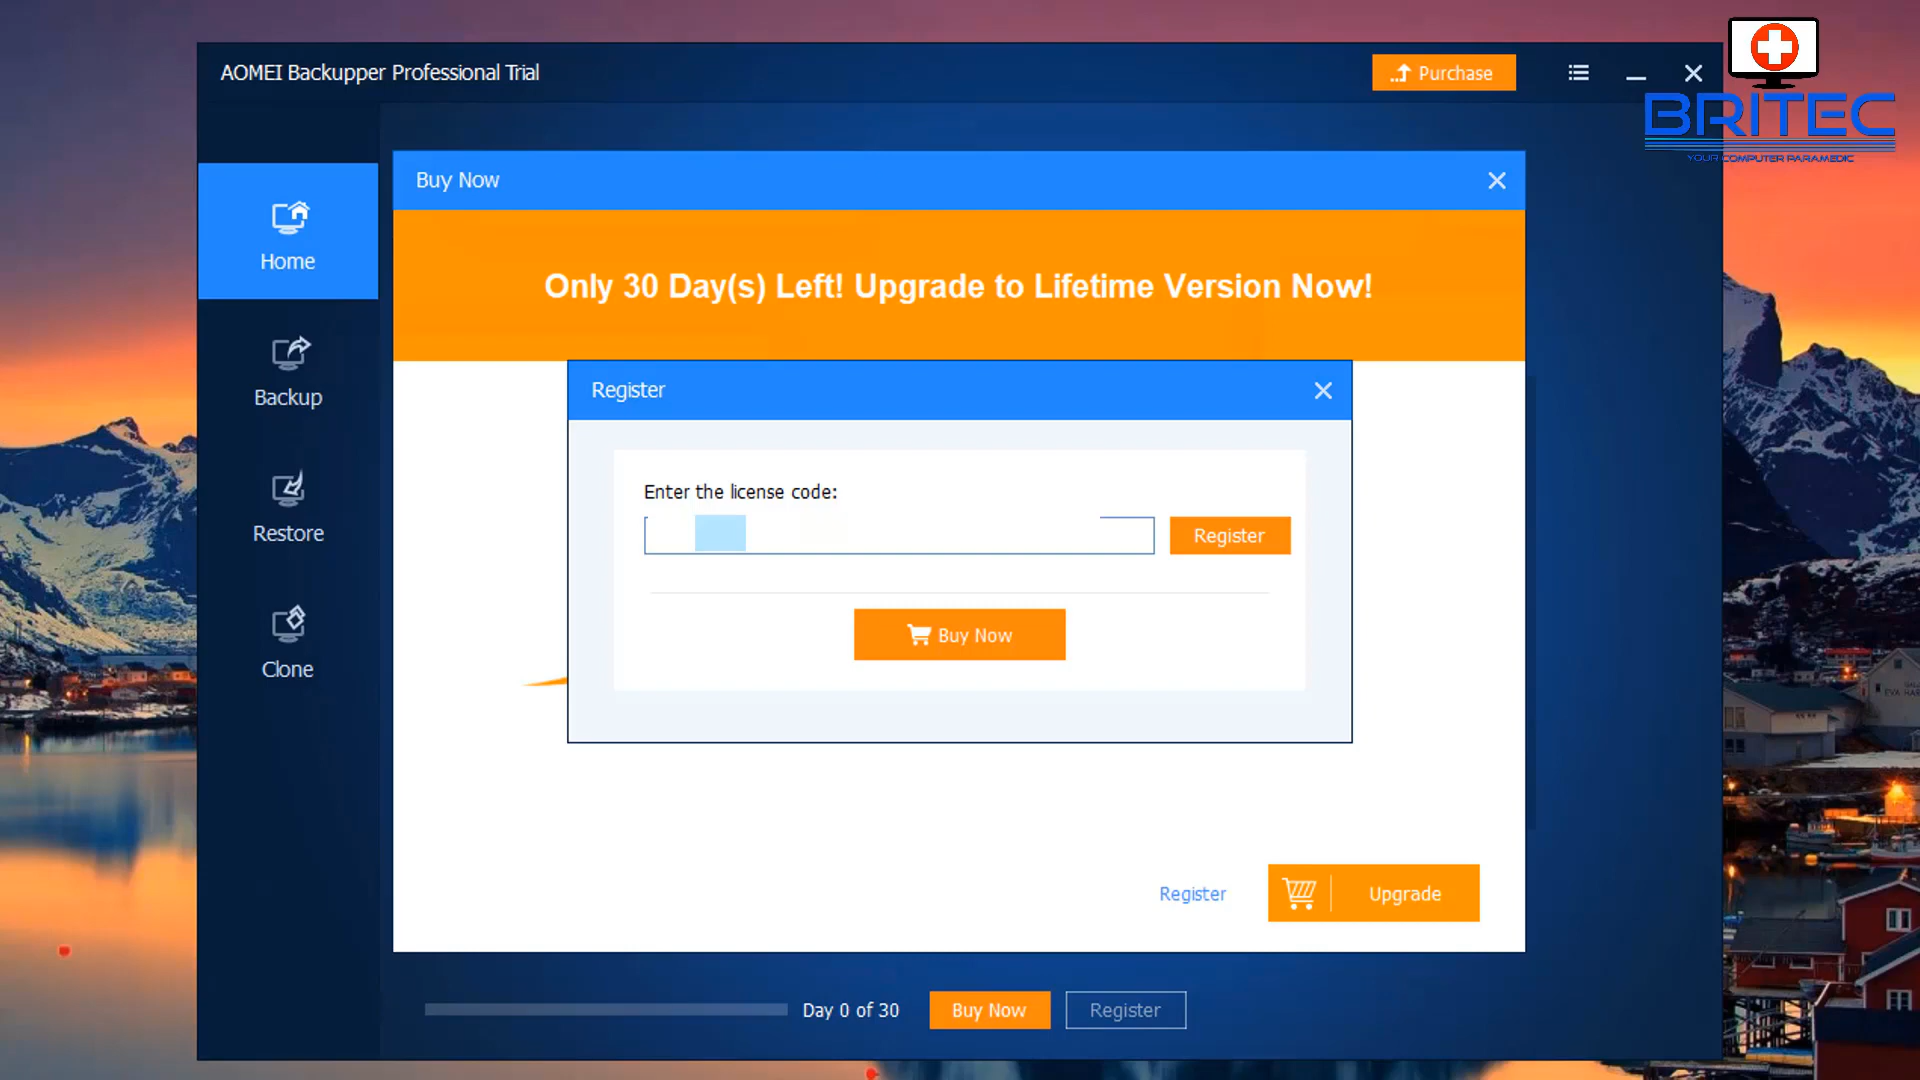 AOMEI Backupper Professional Trial
Purchase
BRITEC
YOUR COMPUTER PARAMEDIC
Buy Now
Home
Only 30 Day(s) Left! Upgrade to Lifetime Version Now!
Backup
Register
Enter the license code:
Register
Restore
Buy Now
Clone
Register
Upgrade
Day 0 of 30
Buy Now
Register